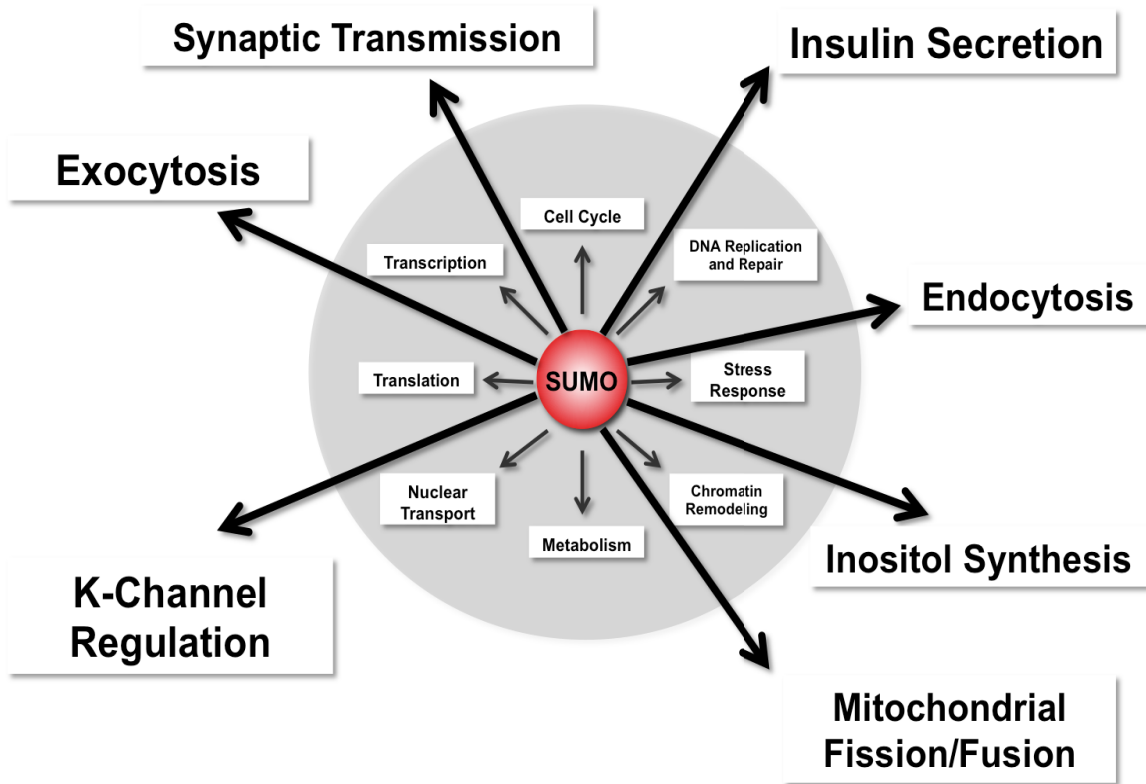 Synaptic Transmission
Insulin Secretion
Exocytosis
Cell Cycle
DNA Replication
and Repair
Transcription
Endocytosis
Translation
SUMO
Stress
Response
Nuclear
Transport
Chromatin
Remodeling
Metabolism
Inositol Synthesis
K-Channel
Regulation
Mitochondrial
Fission/Fusion